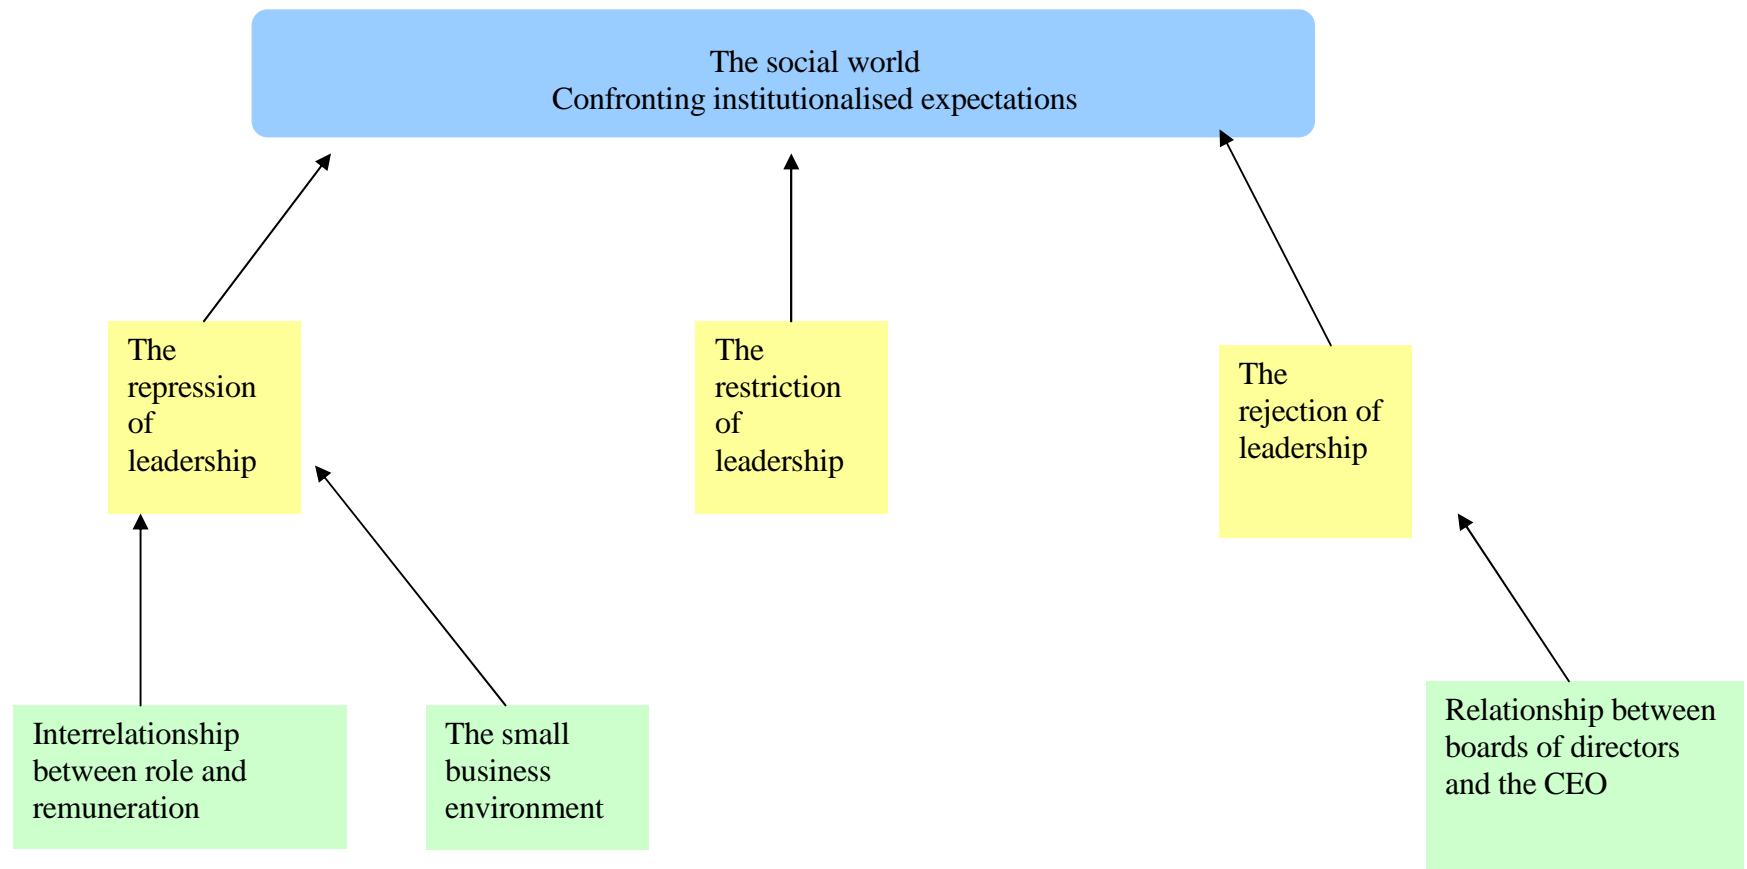 The social world
Confronting institutionalised expectations
The
repression
of
leadership
The
restriction
of
leadership
The
rejection of
leadership
Interrelationship
between role and
remuneration
The small
business
environment
Relationship between
boards of directors
and the CEO